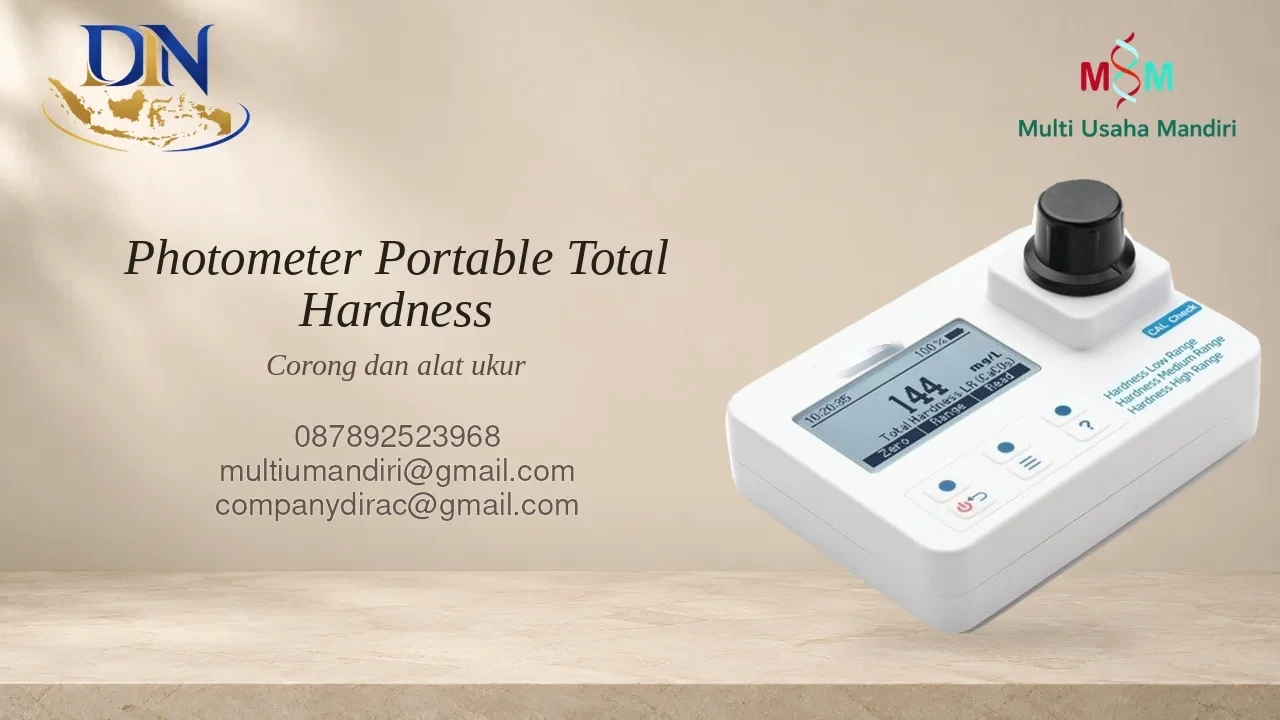 DIN
M M
Multi Usaha Mandiri
Photometer Portable Total
Hardness
Corong dan alat ukur
087892523968
multiumandiri@gmail.com
companydirac@gmail.com
CAL Check
Hardness Low Range
Hardness Medium Range
Hardness High Range
10:20:35
100 %
144 mg/L
Total Hardness LR (CaCO₃)
Zero Range Read
?